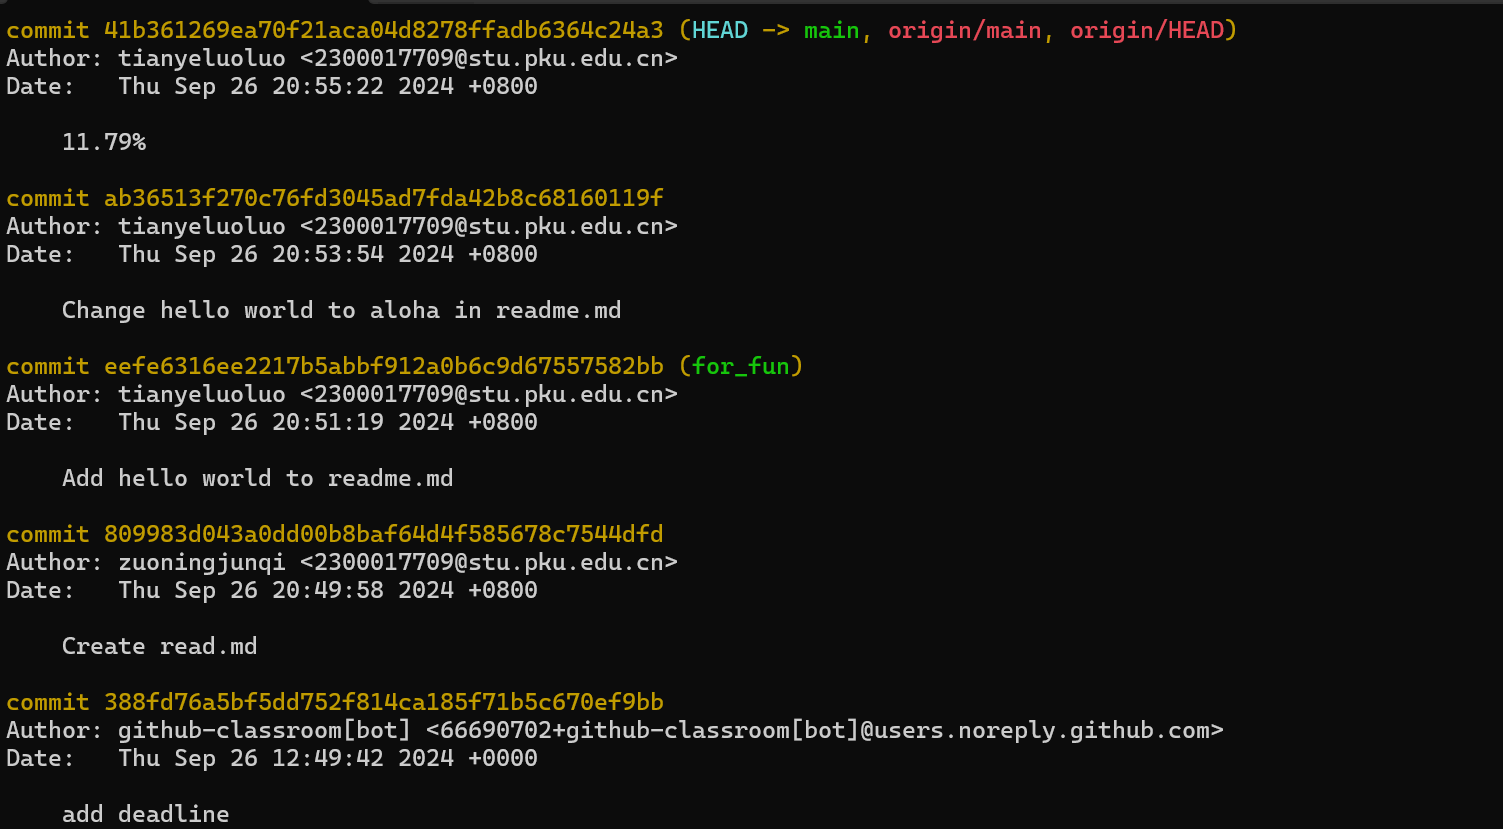 commit 41b361269ea70f21aca04d8278ffadb6364c24a3 (HEAD -> main, origin/main, origin/HEAD)
Author: tianyeluoluo <2300017709@stu.pku.edu.cn>
Date:   Thu Sep 26 20:55:22 2024 +0800
    11.79%
commit ab36513f270c76fd3045ad7fda42b8c68160119f
Author: tianyeluoluo <2300017709@stu.pku.edu.cn>
Date:   Thu Sep 26 20:53:54 2024 +0800
    Change hello world to aloha in readme.md
commit eefe6316ee2217b5abbf912a0b6c9d67557582bb (for_fun)
Author: tianyeluoluo <2300017709@stu.pku.edu.cn>
Date:   Thu Sep 26 20:51:19 2024 +0800
    Add hello world to readme.md
commit 809983d043a0dd00b8baf64d4f585678c7544dfd
Author: zuoningjunqi <2300017709@stu.pku.edu.cn>
Date:   Thu Sep 26 20:49:58 2024 +0800
    Create read.md
commit 388fd76a5bf5dd752f814ca185f71b5c670ef9bb
Author: github-classroom[bot] <66690702+github-classroom[bot]@users.noreply.github.com>
Date:   Thu Sep 26 12:49:42 2024 +0000
    add deadline